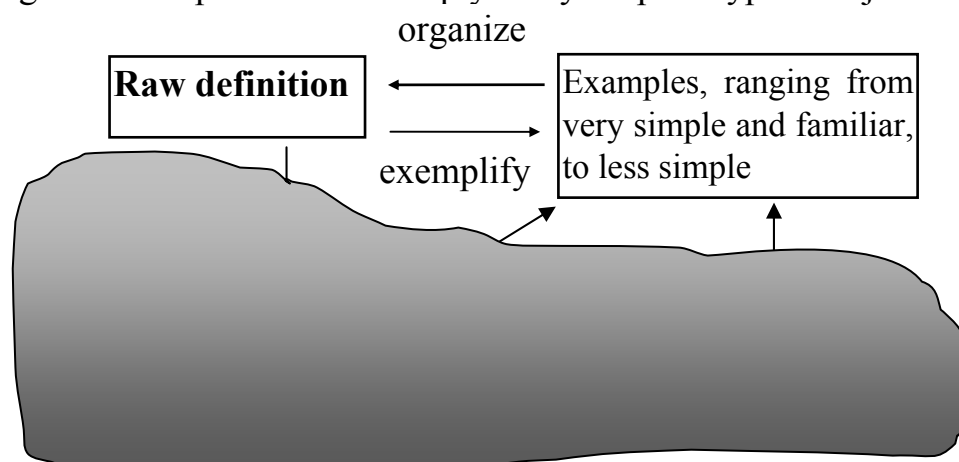 organize
Raw definition
Examples, ranging from
very simple and familiar,
to less simple
exemplify